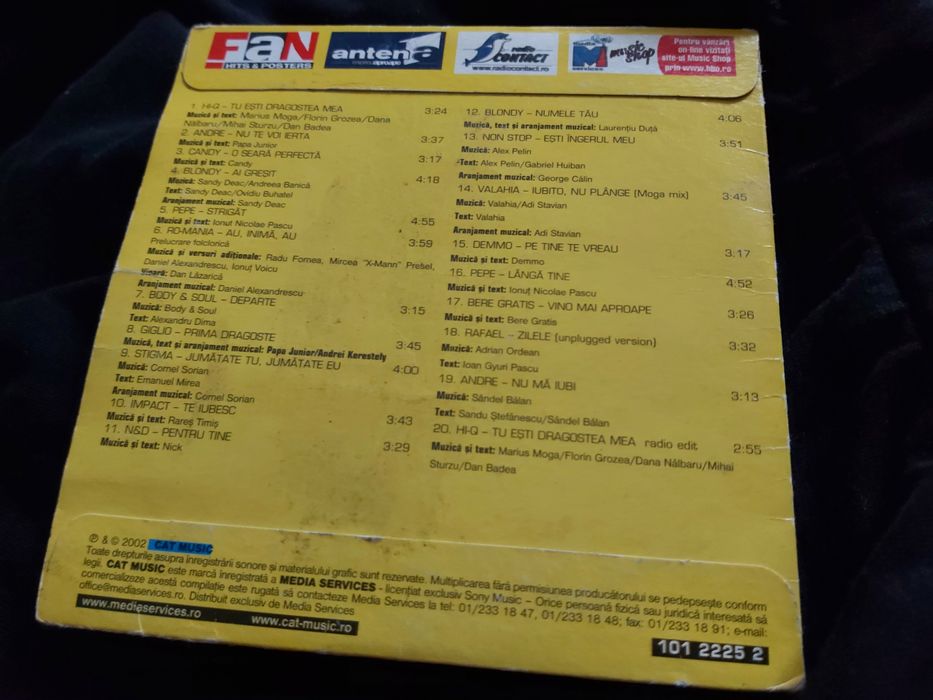 FaN
HITS & POSTERS
antena 1
mereu aproape
radio
CONTACT
www.radiocontact.ro
media
services
music
shop
Pentru vânzări
on-line vizitați
site-ul Music Shop
1. HI-Q – TU EȘTI DRAGOSTEA MEA 3:24
Muzică și text: Marius Moga/Florin Grozea/Dana
Nălbaru/Mihai Sturzu/Dan Badea
2. ANDRE – NU TE VOI IERTA 3:37
Muzică și text: Papa Junior
3. CANDY – O SEARĂ PERFECTĂ 3:17
Muzică și text: Candy
4. BLONDY – AI GREȘIT 4:18
Muzică: Sandy Deac/Andreea Banică
Text: Sandy Deac/Ovidiu Buhatel
Aranjament muzical: Sandy Deac
5. PEPE – STRIGĂT 4:55
Muzică și text: Ionuț Nicolae Pascu
6. RO-MANIA – AU, INIMĂ, AU 3:59
Prelucrare folclorică
Muzică și versuri adiționale: Radu Fornea, Mircea "X-Mann" Preșel,
Daniel Alexandrescu, Ionuț Voicu
Vioară: Dan Lăzărică
Aranjament muzical: Daniel Alexandrescu
7. BODY & SOUL – DEPARTE 3:15
Muzică: Body & Soul
Text: Alexandru Dima
8. GIGLIO – PRIMA DRAGOSTE 3:45
Muzică, text și aranjament muzical: Papa Junior/Andrei Kerestely
9. STIGMA – JUMĂTATE TU, JUMĂTATE EU 4:00
Muzică: Cornel Sorian
Text: Emanuel Mirea
Aranjament muzical: Cornel Sorian
10. IMPACT – TE IUBESC 3:43
Muzică și text: Rareș Timiș
11. N&D – PENTRU TINE 3:29
Muzică și text: Nick
12. BLONDY – NUMELE TĂU 4:06
Muzică, text și aranjament muzical: Laurențiu Duță
13. NON STOP – EȘTI ÎNGERUL MEU 3:51
Muzică: Alex Pelin
Text: Alex Pelin/Gabriel Huiban
Aranjament muzical: George Călin
14. VALAHIA – IUBITO, NU PLÂNGE (Moga mix) 3:45
Muzică: Valahia/Adi Stavian
Text: Valahia
Aranjament muzical: Adi Stavian
15. DEMMO – PE TINE TE VREAU 3:17
Muzică și text: Demmo
16. PEPE – LÂNGĂ TINE 4:52
Muzică și text: Ionuț Nicolae Pascu
17. BERE GRATIS – VINO MAI APROAPE 3:26
Muzică și text: Bere Gratis
18. RAFAEL – ZILELE (unplugged version) 3:32
Muzică: Adrian Ordean
Text: Ioan Gyuri Pascu
19. ANDRE – NU MĂ IUBI 3:13
Muzică: Săndel Bălan
Text: Sandu Ștefănescu/Săndel Bălan
20. HI-Q – TU EȘTI DRAGOSTEA MEA radio edit 2:55
Muzică și text: Marius Moga/Florin Grozea/Dana Nălbaru/Mihai
Sturzu/Dan Badea
℗ & © 2002 CAT MUSIC
Toate drepturile asupra înregistrării sonore și materialului grafic sunt rezervate. Multiplicarea fără permisiunea producătorului se pedepsește conform
legii. CAT MUSIC este marcă înregistrată a MEDIA SERVICES - licențiat exclusiv Sony Music – Orice persoană fizică sau juridică interesată să
comercializeze această compilație este rugată să contacteze Media Services la tel: 01/233 18 47, 01/233 18 48; fax: 01/233 18 91; e-mail:
office@mediaservices.ro. Distribuit exclusiv de Media Services
www.mediaservices.ro
www.cat-music.ro
101 2225 2